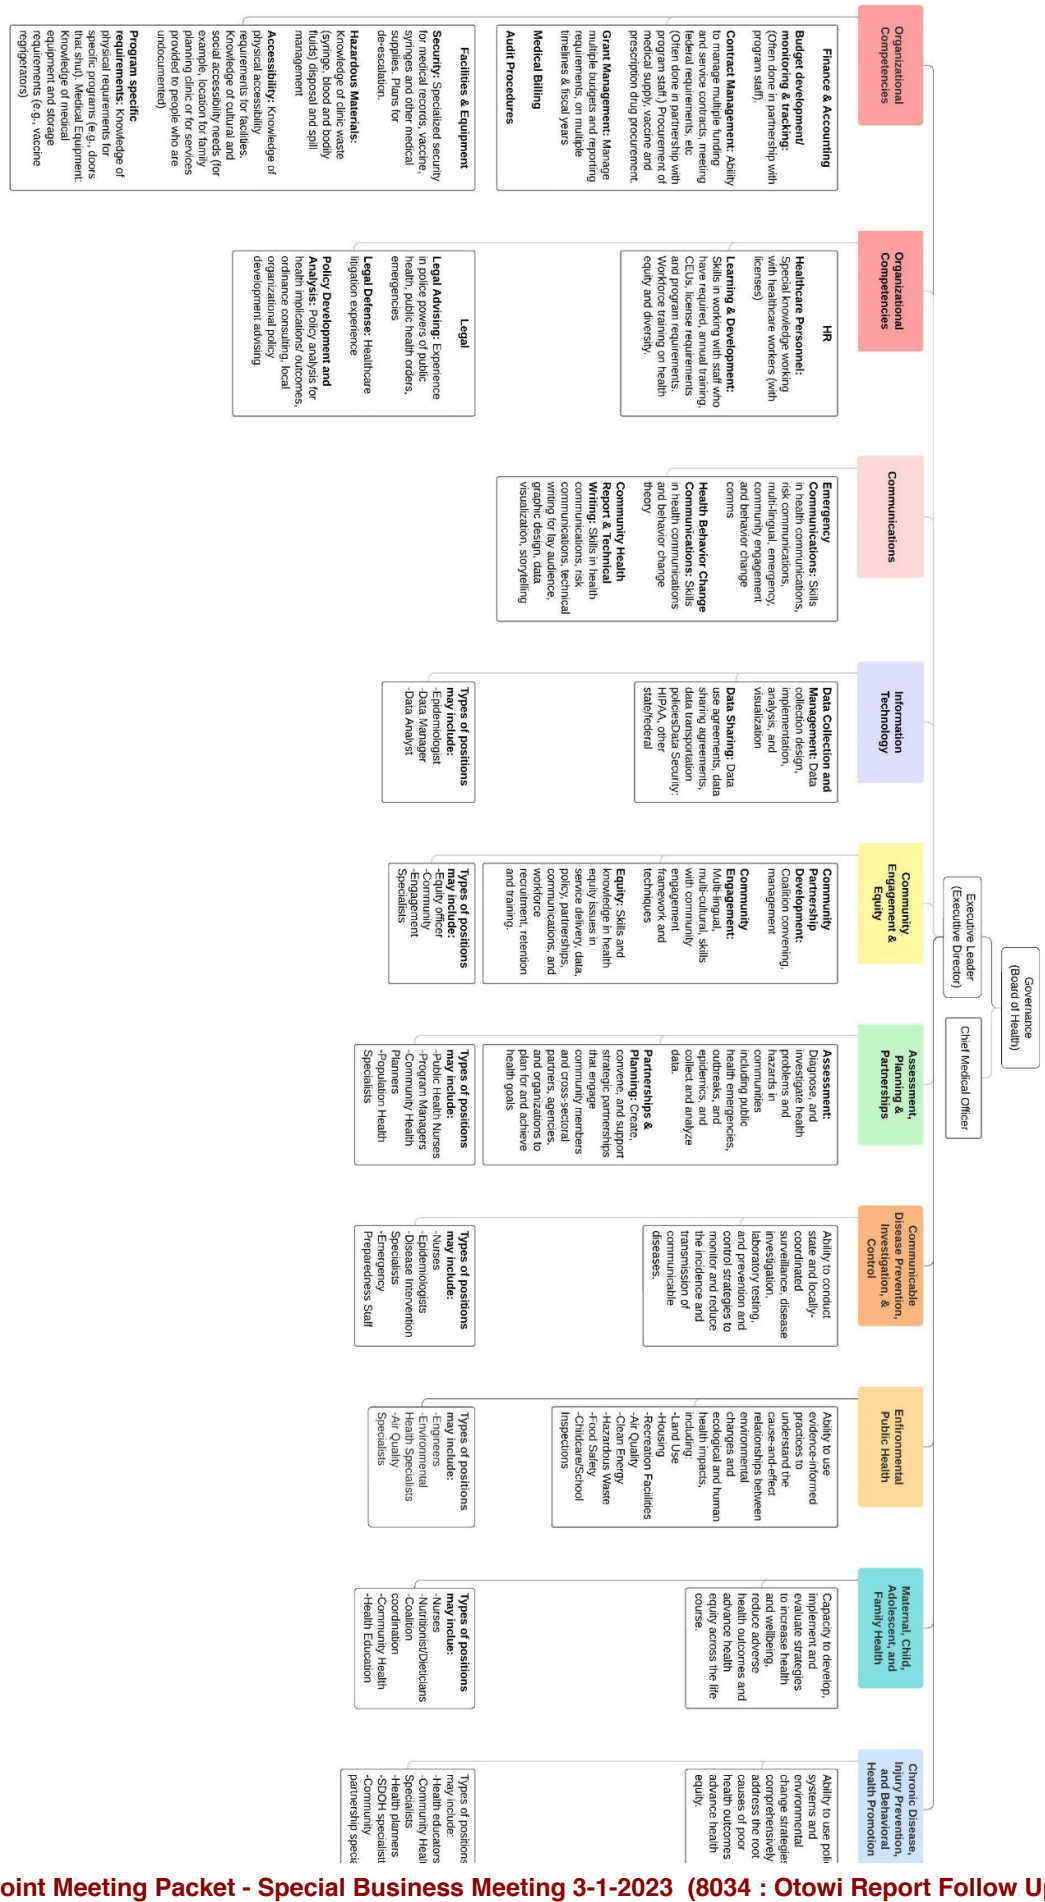 Governance
(Board of Health)
Executive Leader
(Executive Director)
Chief Medical Officer
Organizational
Competencies
Finance & Accounting
Budget development/
monitoring & tracking:
(Often done in partnership with
program staff).
Contract Management: Ability
to manage multiple funding
and service contracts, meeting
federal requirements, etc
(Often done in partnership with
program staff.) Procurement of
medical supply, vaccine and
prescription drug procurement.
Grant Management: Manage
multiple budgets and reporting
requirements, on multiple
timelines & fiscal years
Medical Billing
Audit Procedures
Facilities & Equipment
Security: Specialized security
for medical records, vaccine,
syringes and other medical
supplies, Plans for
de-escalation.
Hazardous Materials:
Knowledge of clinic waste
(syringe, blood and bodily
fluids) disposal and spill
management
Accessibility: Knowledge of
physical accessibility
requirements for facilities.
Knowledge of cultural and
social accessibility needs (for
example, location for family
planning clinic or for services
provided to people who are
undocumented)
Program specific
requirements: Knowledge of
physical requirements for
specific programs (e.g., doors
that shut). Medical Equipment:
Knowledge of medical
equipment and storage
requirements (e.g., vaccine
regrigerators)
Organizational
Competencies
HR
Healthcare Personnel:
Special knowledge working
with healthcare workers (with
licenses)
Learning & Development:
Skills in working with staff who
have required, annual training,
CEUs, license requirements
and program requirements.
Workforce training on health
equity and diversity.
Legal
Legal Advising: Experience
in police powers of public
health, public health orders,
emergencies
Legal Defense: Healthcare
litigation experience
Policy Development and
Analysis: Policy analysis for
health implications/ outcomes,
ordinance consulting, local
organizational policy
development advising
Communications
Emergency
Communications: Skills
in health communications,
risk communications,
multi-lingual, emergency,
community engagement
and behavior change
comms
Health Behavior Change
Communications: Skills
in health communications
and behavior change
theory
Community Health
Report & Technical
Writing: Skills in health
communications, risk
communications, technical
writing for lay audience,
graphic design, data
visualization, storytelling
Information
Technology
Data Collection and
Management: Data
collection design,
implementation,
analysis, and
visualization
Data Sharing: Data
use agreements, data
sharing agreements,
data transportation
policiesData Security:
HIPAA, other
state/federal
Types of positions
may include:
-Epidemiologist
-Data Manager
-Data Analyst
Community
Engagement &
Equity
Community
Partnership
Development:
Coalition convening,
management
Community
Engagement:
Multi-lingual,
multi-cultural, skills
with community
engagement
framework and
techniques
Equity: Skills and
knowledge in health
equity issues in
service delivery, data,
policy, partnerships,
communications, and
workforce
recruitment, retention
and training.
Types of positions
may include:
-Equity officer
-Community
-Engagement
Specialists
Assessment,
Planning &
Partnerships
Assessment:
Diagnose, and
investigate health
problems and
hazards in
communities
including public
health emergencies,
outbreaks, and
epidemics, and
collect and analyze
data.
Partnerships &
Planning: Create,
convene, and support
strategic partnerships
that engage
community members
and cross-sectoral
partners, agencies,
and organizations to
plan for and achieve
health goals
Types of positions
may include:
-Public Health Nurses
-Program Managers
-Community Health
Planners
-Population Health
Specialists
Communicable
Disease Prevention,
Investigation, &
Control
Ability to conduct
state and locally-
coordinated
surveillance, disease
investigation,
laboratory testing,
and prevention and
control strategies to
monitor and reduce
the incidence and
transmission of
communicable
diseases.
Types of positions
may include:
-Nurses
-Epidemiologists
-Disease Intervention
Specialists
-Emergency
Preparedness Staff
Enfironmental
Public Health
Ability to use
evidence-informed
practices to
understand the
cause-and-effect
relationships between
environmental
changes and
ecological and human
health impacts,
including:
-Land Use
-Housing
-Recreation Facilities
-Air Quality
-Clean Energy
-Hazardous Waste
-Food Safety
-Childcare/School
Inspections
Types of positions
may include:
-Engineers
-Environmental
Health Specialists
-Air Quality
Specialists
Maternal, Child,
Adolescent, and
Family Health
Capacity to develop,
implement and
evaluate strategies
to increase health
and wellbeing,
reduce adverse
health outcomes and
advance health
equity across the life
course.
Types of positions
may inclue:
-Nurses
-Nutritionist/Dieticians
-Coalition
coordination
-Community Health
-Health Education
Chronic Disease,
Injury Prevention,
and Behavioral
Health Promotion
Ability to use poli
systems and
environmental
change strategies
comprehensively
address the root
causes of poor
health outcomes
advance health
equity.
Types of positions
may include:
-Health educators
-Community Heal
Specialists
-Health planners
-SDOH specialist
-Community
partnership specia
oint Meeting Packet - Special Business Meeting 3-1-2023 (8034 : Otowi Report Follow U